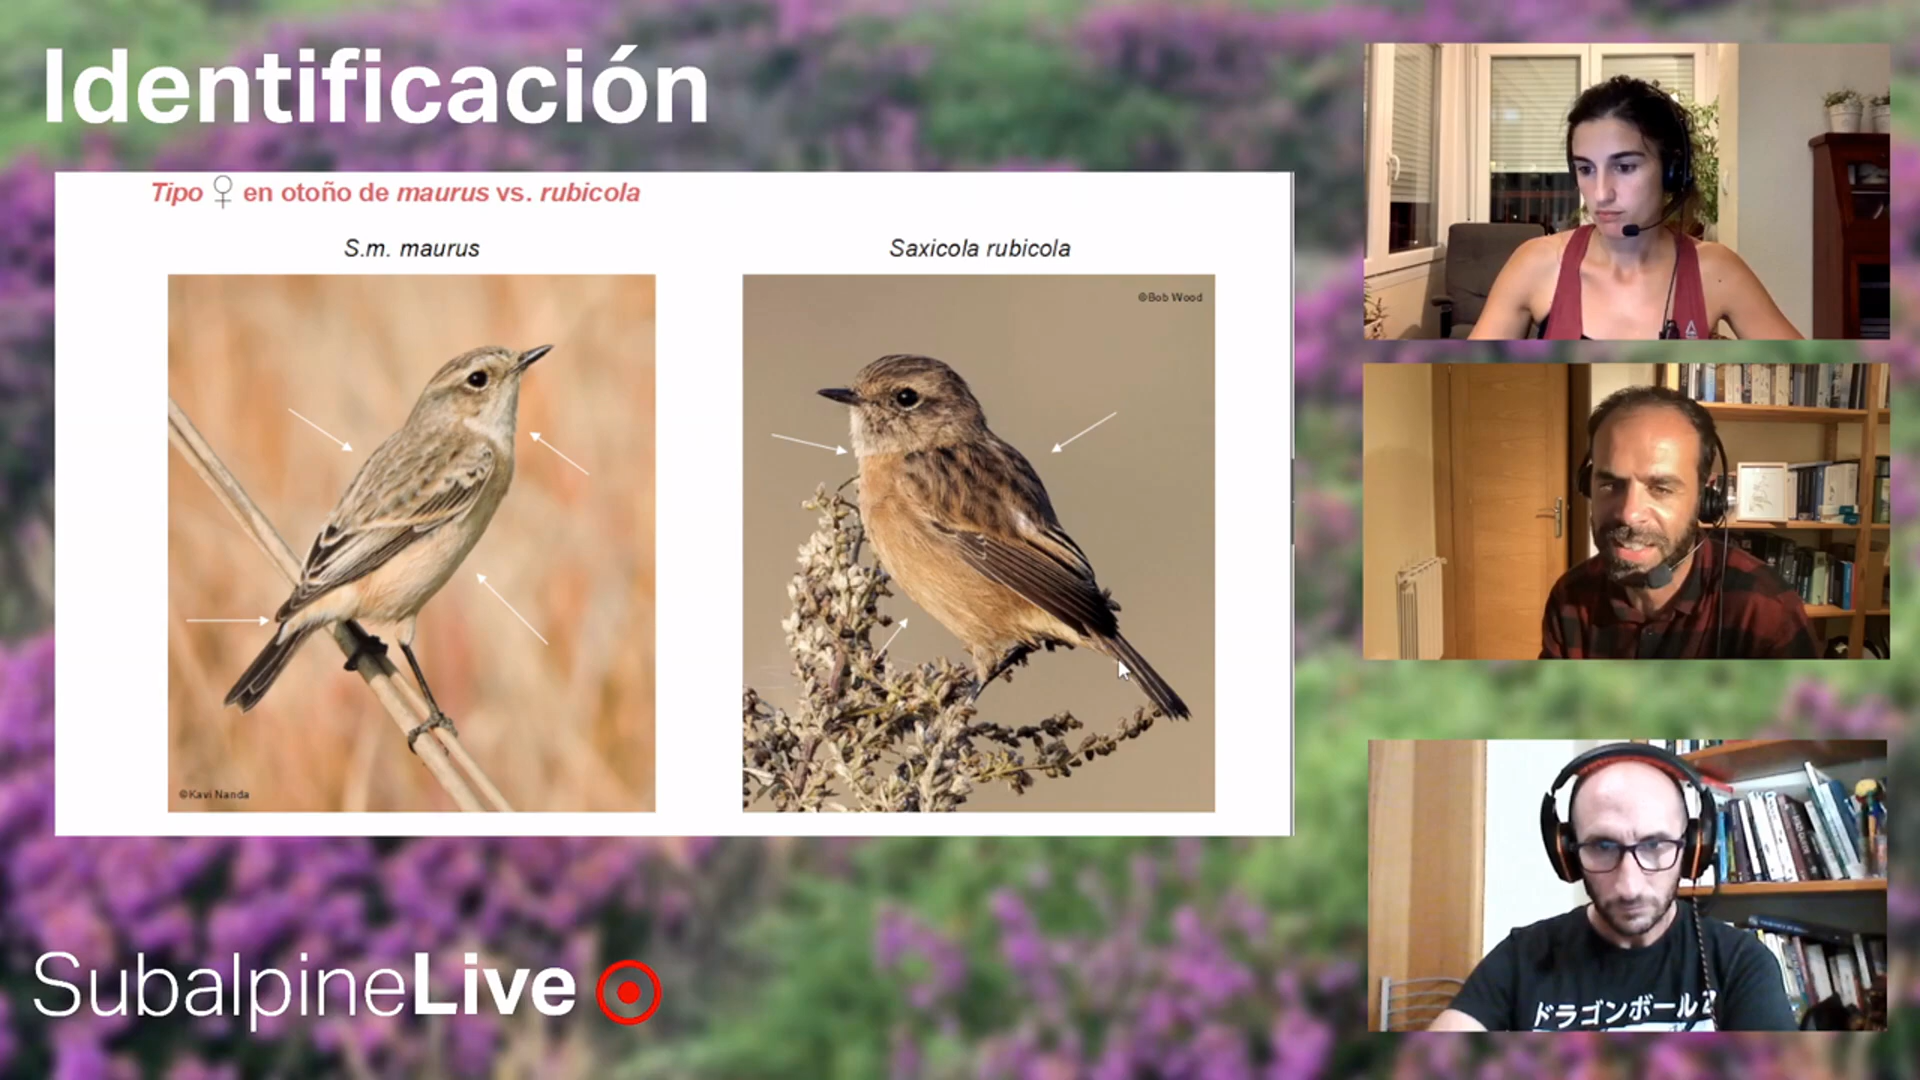 Identificación
Tipo ♀ en otoño de maurus vs. rubicola
S.m. maurus
Saxicola rubicola
©Bob Wood
©Kavi Nanda
SubalpineLive
ドラゴンボールZ